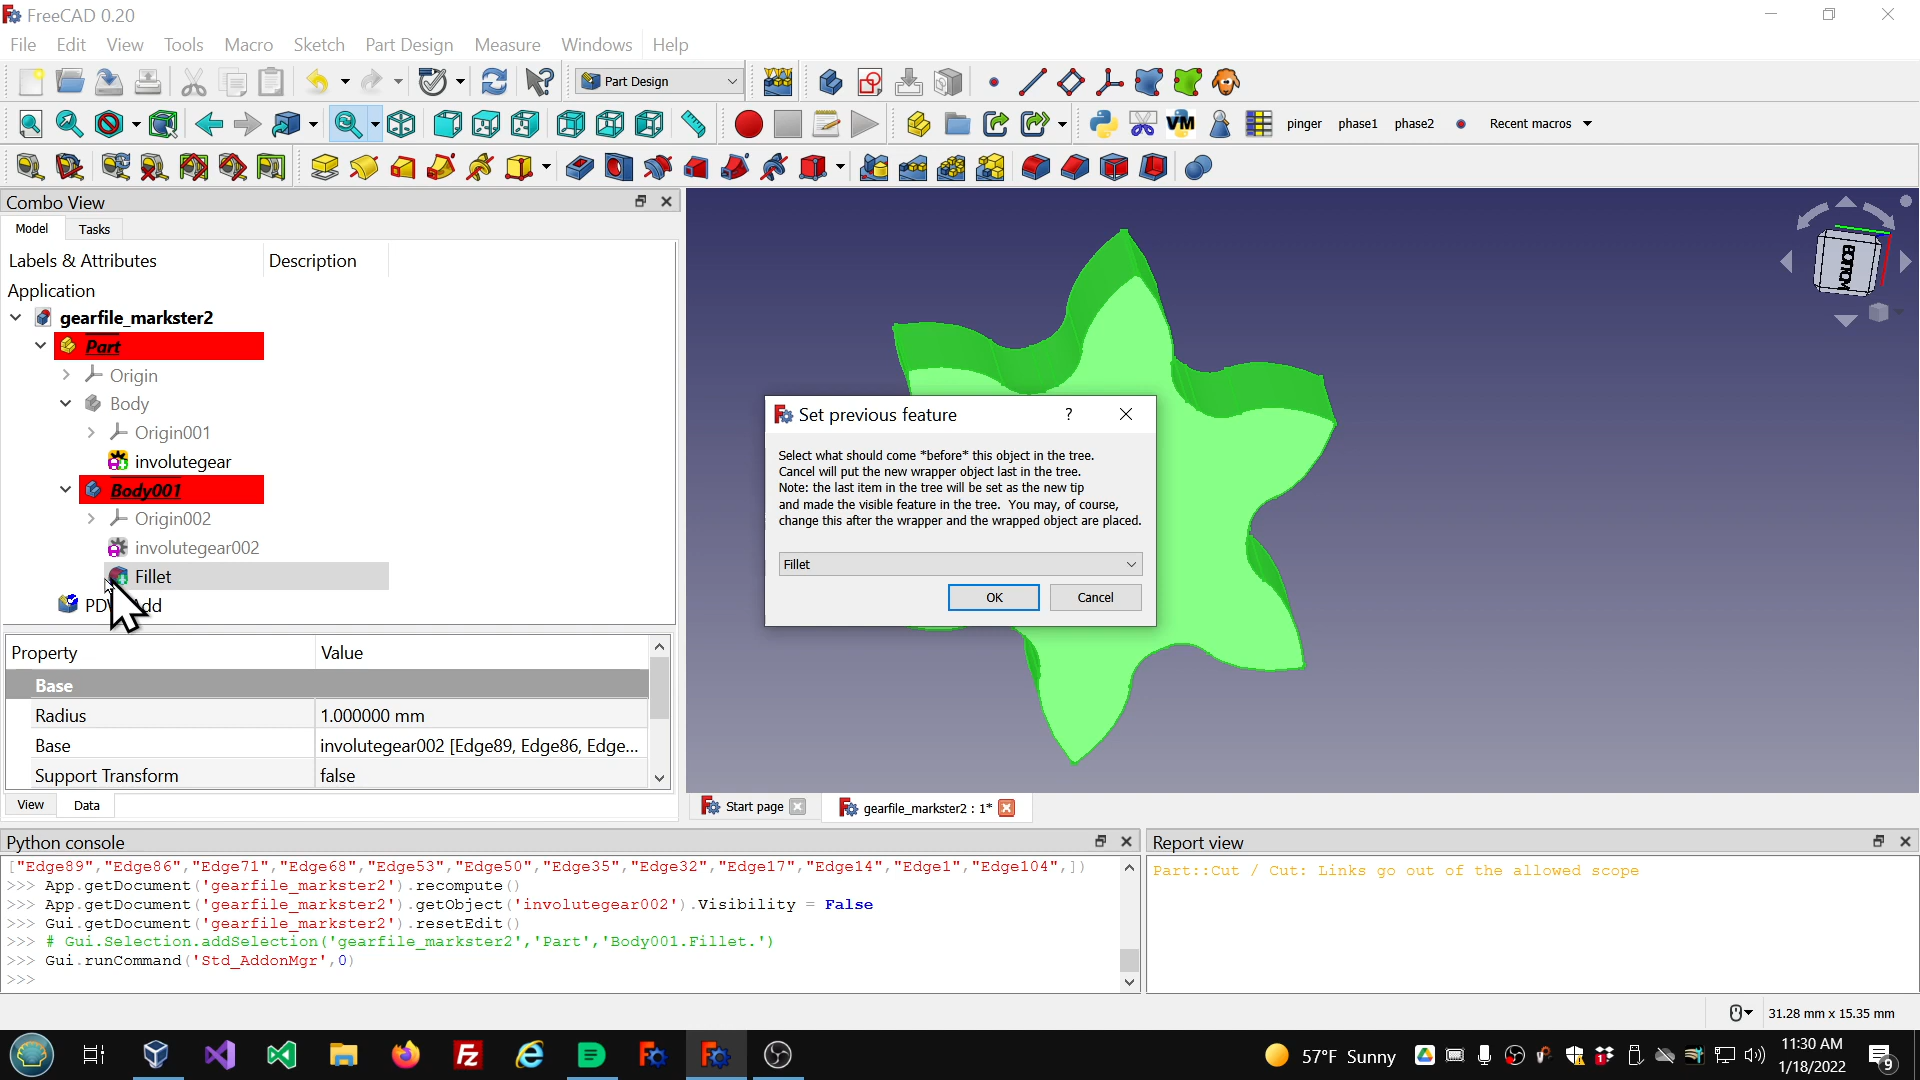 FreeCAD 0.20
File Edit View Tools Macro Sketch Part Design Measure Windows Help
Part Design
VM pinger phase1 phase2 Recent macros
Combo View
Model Tasks
Labels & Attributes Description
Application
gearfile_markster2
Part
Origin
Body
Origin001
involutegear
Body001
Origin002
involutegear002
Fillet
BOTTOM
Set previous feature ?
Select what should come *before* this object in the tree.
Cancel will put the new wrapper object last in the tree.
Note: the last item in the tree will be set as the new tip
and made the visible feature in the tree. You may, of course,
change this after the wrapper and the wrapped object are placed.
Fillet
OK Cancel
Property Value
Base
Radius 1.000000 mm
Base involutegear002 [Edge89, Edge86, Edge...
Support Transform false
View Data
Start page gearfile_markster2 : 1*
Python console
["Edge89","Edge86","Edge71","Edge68","Edge53","Edge50","Edge35","Edge32","Edge17","Edge14","Edge1","Edge104",])
>>> App.getDocument('gearfile_markster2').recompute()
>>> App.getDocument('gearfile_markster2').getObject('involutegear002').Visibility = False
>>> Gui.getDocument('gearfile_markster2').resetEdit()
>>> # Gui.Selection.addSelection('gearfile_markster2','Part','Body001.Fillet.')
>>> Gui.runCommand('Std_AddonMgr',0)
>>>
Report view
Part::Cut / Cut: Links go out of the allowed scope
31.28 mm x 15.35 mm
57°F Sunny
11:30 AM
1/18/2022
9